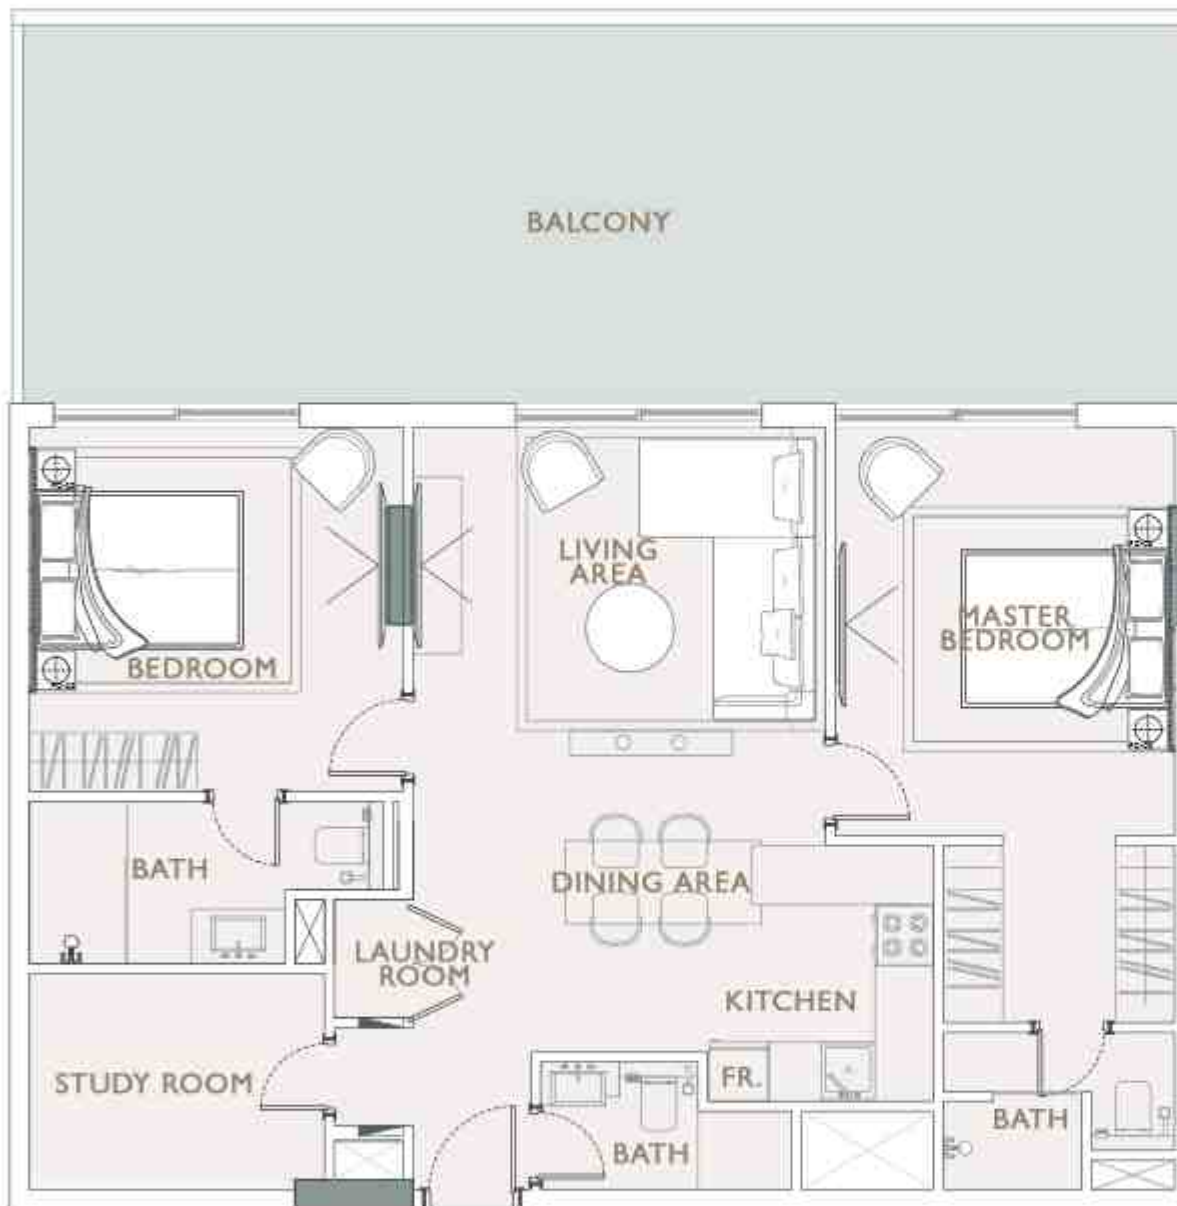 BALCONY
LIVING
AREA
MASTER
BEDROOM
BEDROOM
BATH
DINING AREA
LAUNDRY
ROOM
KITCHEN
STUDY ROOM
FR.
BATH
BATH